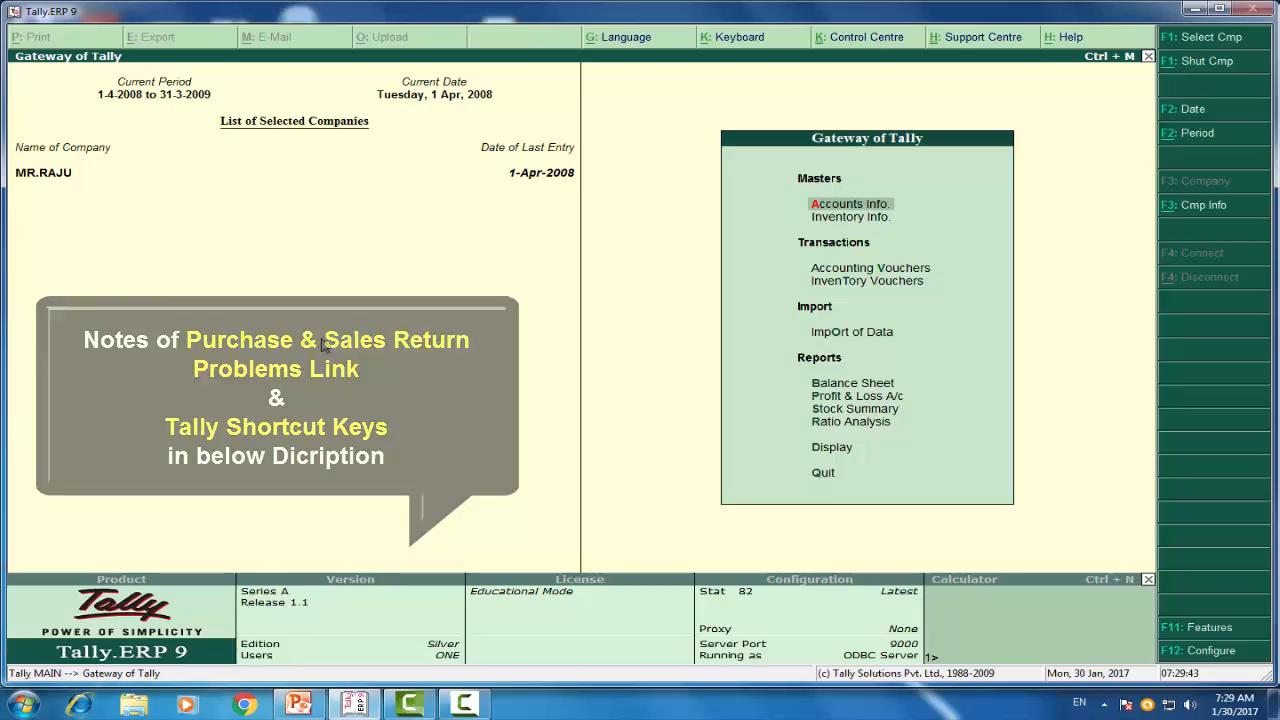 Tally.ERP 9
P: Print
E: Export
M: E-Mail
O: Upload
G: Language
K: Keyboard
K: Control Centre
H: Support Centre
H: Help
Gateway of Tally
Ctrl + M
Current Period
1-4-2008 to 31-3-2009
Current Date
Tuesday, 1 Apr, 2008
List of Selected Companies
Name of Company
Date of Last Entry
MR.RAJU
1-Apr-2008
Notes of Purchase & Sales Return
Problems Link
&
Tally Shortcut Keys
in below Dicription
Gateway of Tally
Masters
Accounts Info.
Inventory Info.
Transactions
Accounting Vouchers
InvenTory Vouchers
Import
ImpOrt of Data
Reports
Balance Sheet
Profit & Loss A/c
Stock Summary
Ratio Analysis
Display
Quit
F1: Select Cmp
F1: Shut Cmp
F2: Date
F2: Period
F3: Company
F3: Cmp Info
F4: Connect
F4: Disconnect
F11: Features
F12: Configure
Product
Tally
POWER OF SIMPLICITY
Tally.ERP 9
Version
Series A
Release 1.1
Edition Silver
Users ONE
License
Educational Mode
Configuration
Stat 82 Latest
Proxy None
Server Port 9000
Running as ODBC Server
Calculator
Ctrl + N
1>
Tally MAIN --> Gateway of Tally
(c) Tally Solutions Pvt. Ltd., 1988-2009
Mon, 30 Jan, 2017
07:29:43
EN
7:29 AM
1/30/2017